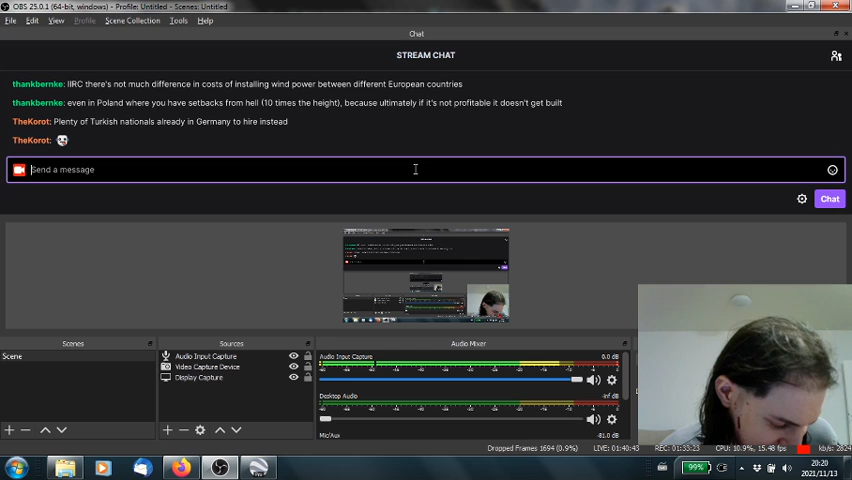 OBS 25.0.1 (64-bit, windows) - Profile: Untitled - Scenes: Untitled
File Edit View Profile Scene Collection Tools Help
Chat
STREAM CHAT
thankbernke: IIRC there's not much difference in costs of installing wind power between different European countries
thankbernke: even in Poland where you have setbacks from hell (10 times the height), because ultimately if it's not profitable it doesn't get built
TheKorot: Plenty of Turkish nationals already in Germany to hire instead
TheKorot:
Send a message
Chat
Scenes Sources Audio Mixer
Scene
Audio Input Capture
Video Capture Device
Display Capture
Audio Input Capture 0.0 dB
Desktop Audio -inf dB
Mic/Aux -81.0 dB
Dropped Frames 1694 (0.9%) LIVE: 01:40:43 REC: 01:33:23 CPU: 10.9%, 15.48 fps kb/s: 2824
99%
20:20
2021/11/13